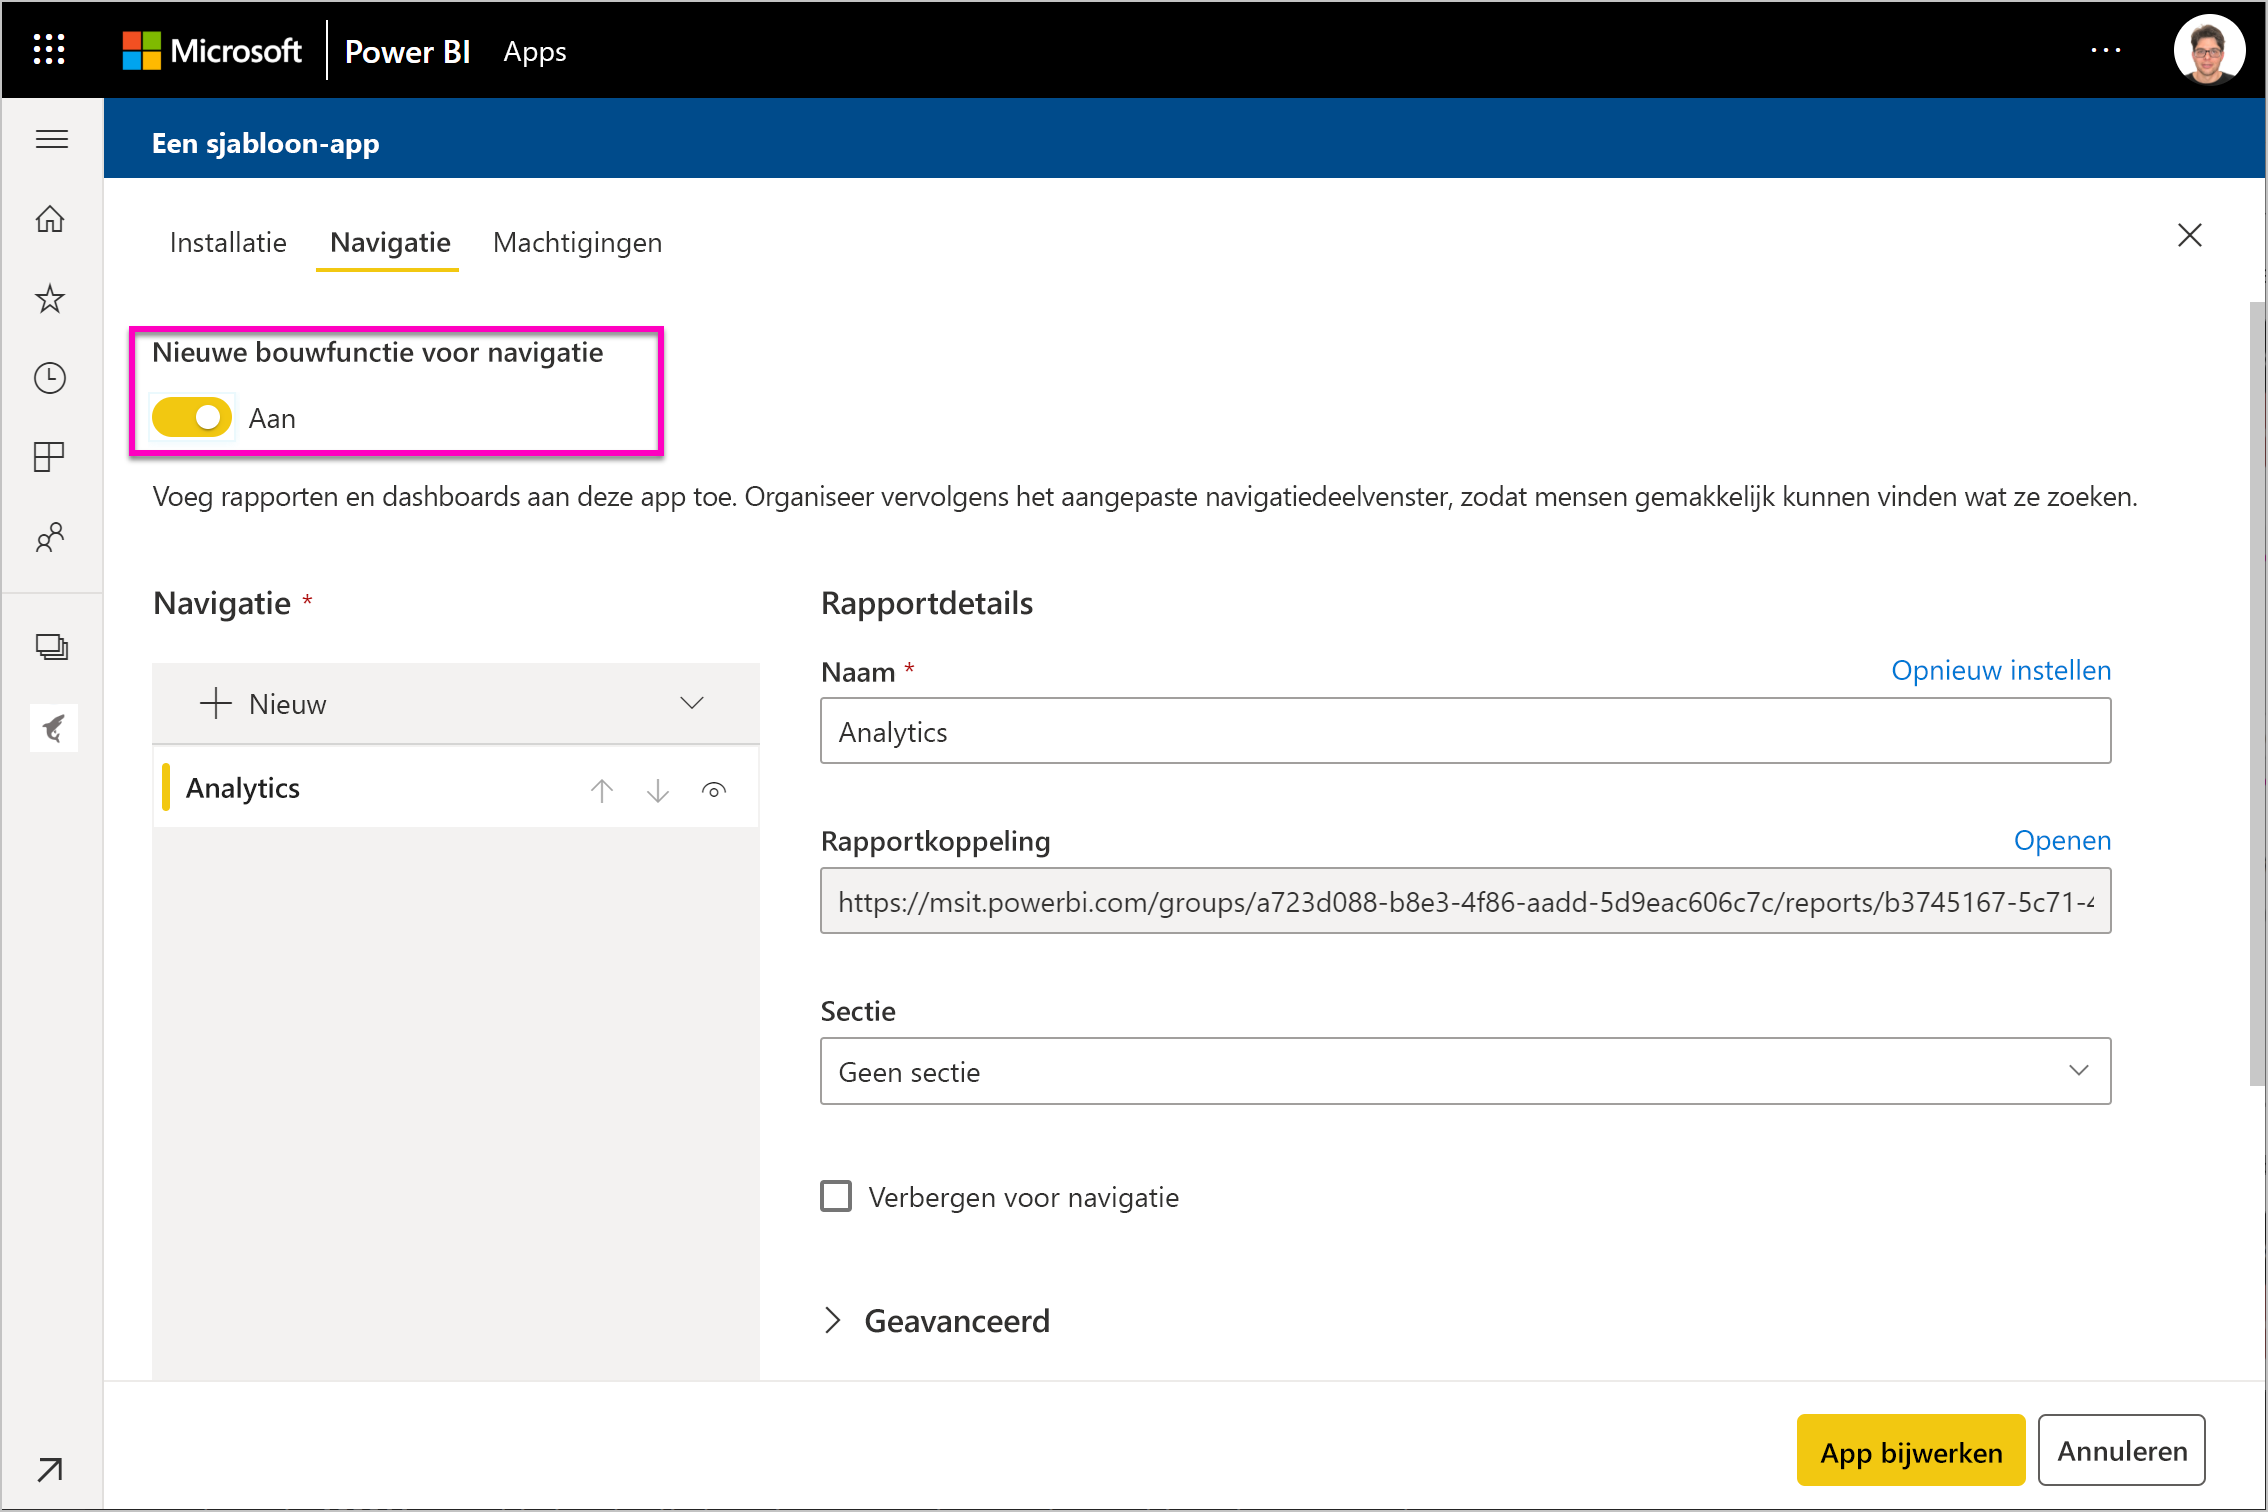 Microsoft Power BI Apps ...
Een sjabloon-app
Installatie Navigatie Machtigingen
Nieuwe bouwfunctie voor navigatie
Aan
Voeg rapporten en dashboards aan deze app toe. Organiseer vervolgens het aangepaste navigatiedeelvenster, zodat mensen gemakkelijk kunnen vinden wat ze zoeken.
Navigatie *
Nieuw
Analytics
Rapportdetails
Naam * Opnieuw instellen
Analytics
Rapportkoppeling Openen
https://msit.powerbi.com/groups/a723d088-b8e3-4f86-aadd-5d9eac606c7c/reports/b3745167-5c71-4
Sectie
Geen sectie
Verbergen voor navigatie
Geavanceerd
App bijwerken Annuleren